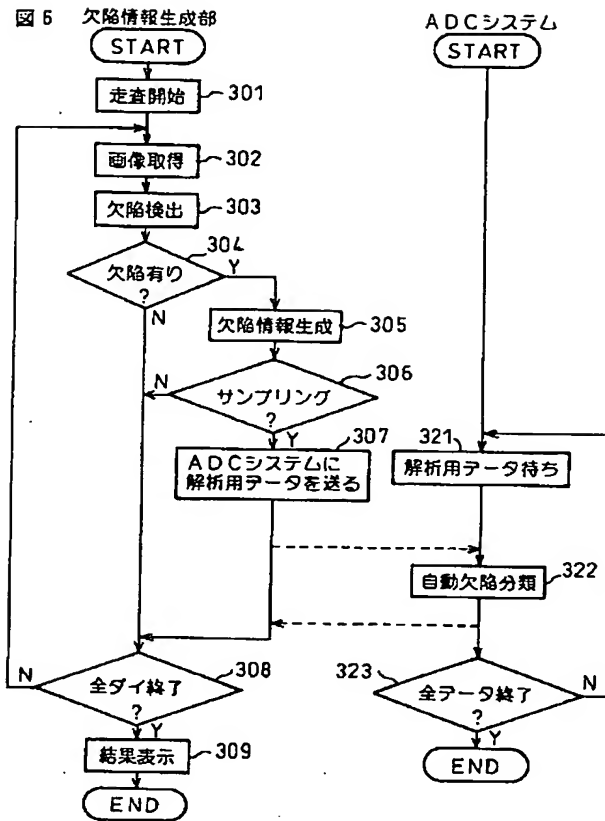 図6 欠陥情報生成部
START
走査開始
301
画像取得
302
欠陥検出
303
304
欠陥有り
?
Y
N
欠陥情報生成
305
306
サンプリング
?
N
Y
307
ADCシステムに
解析用データを送る
308
全ダイ終了
?
N
Y
結果表示
309
END
ADCシステム
START
321
解析用データ待ち
自動欠陥分類
322
323
全データ終了
?
N
Y
END